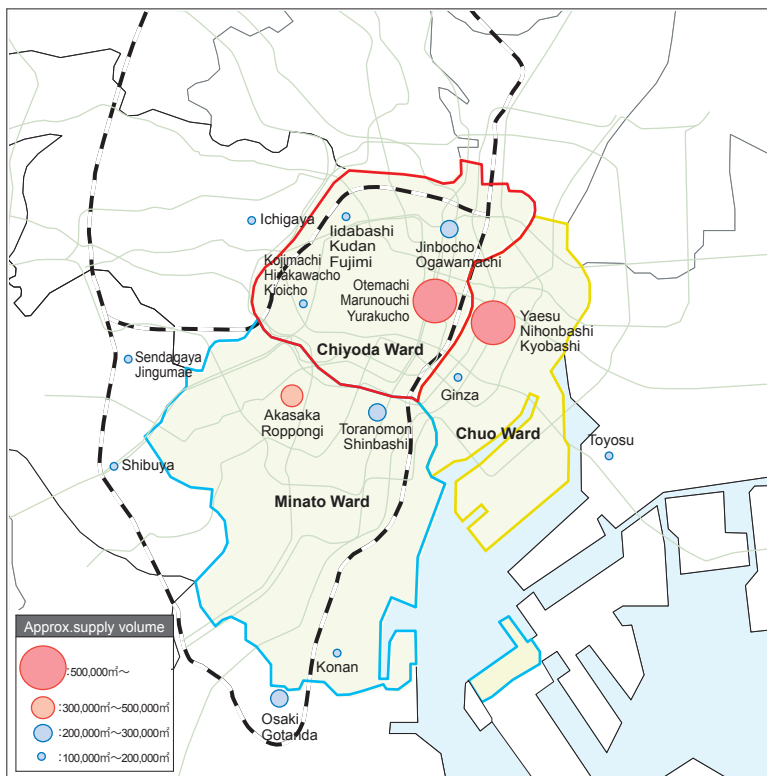 Ichigaya
Iidabashi
Kudan
Fujimi
Jinbocho
Ogawamachi
Kojimachi
Hirakawacho
Kioicho
Otemachi
Marunouchi
Yurakucho
Yaesu
Nihonbashi
Kyobashi
Chiyoda Ward
Sendagaya
Jingumae
Ginza
Akasaka
Roppongi
Toranomon
Shinbashi
Chuo Ward
Toyosu
Shibuya
Minato Ward
Konan
Osaki
Gotanda
Approx.supply volume
:500,000㎡～
:300,000㎡～500,000㎡
:200,000㎡～300,000㎡
:100,000㎡～200,000㎡